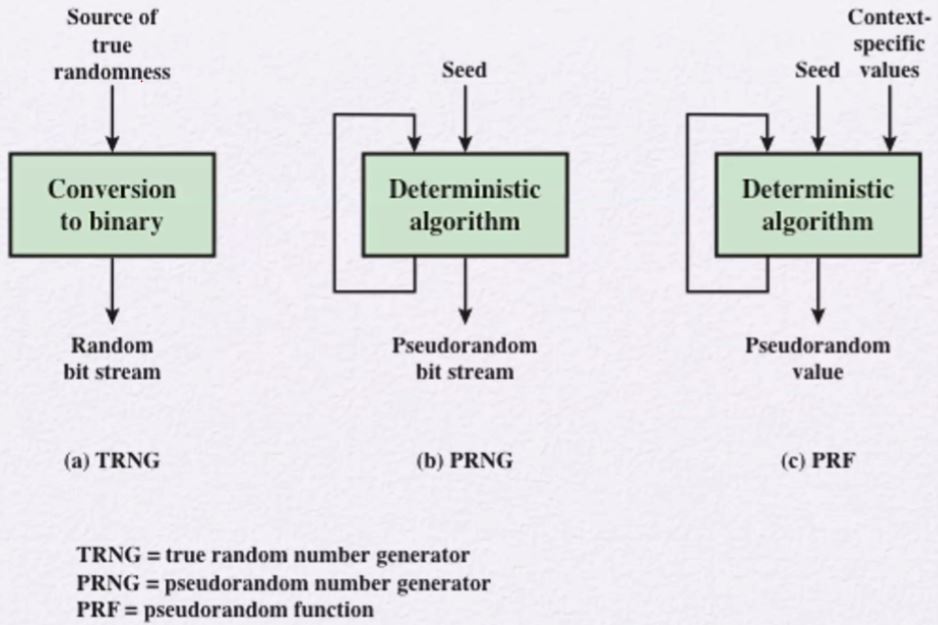 Source of
true
randomness
Conversion
to binary
Random
bit stream
(a) TRNG
Seed
Deterministic
algorithm
Pseudorandom
bit stream
(b) PRNG
Context-
specific
Seed values
Deterministic
algorithm
Pseudorandom
value
(c) PRF
TRNG = true random number generator
PRNG = pseudorandom number generator
PRF = pseudorandom function